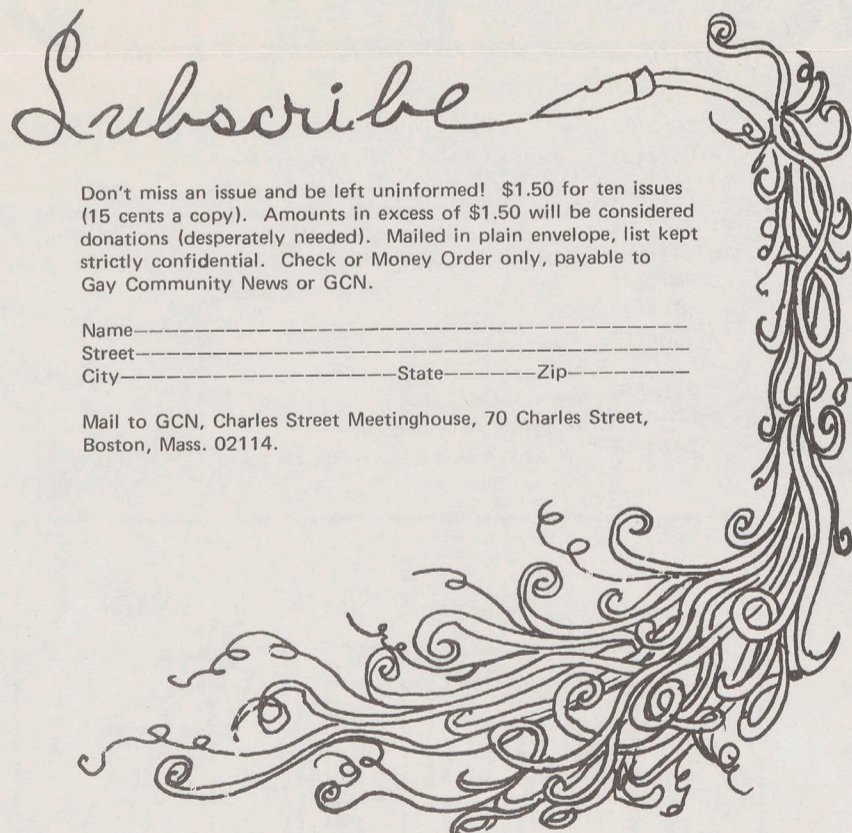 Subscribe
Don't miss an issue and be left uninformed! $1.50 for ten issues
(15 cents a copy). Amounts in excess of $1.50 will be considered
donations (desperately needed). Mailed in plain envelope, list kept
strictly confidential. Check or Money Order only, payable to
Gay Community News or GCN.
Name
Street
City State Zip
Mail to GCN, Charles Street Meetinghouse, 70 Charles Street,
Boston, Mass. 02114.